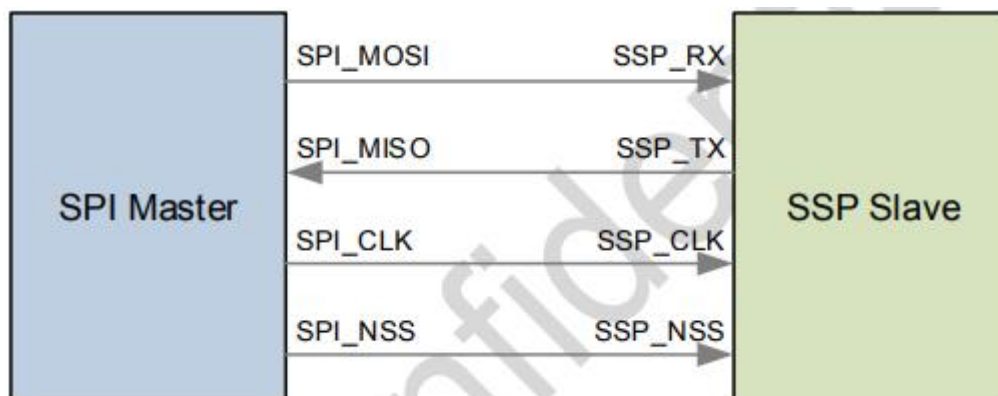 SPI_MOSI SSP_RX
SPI_MISO SSP_TX
SPI Master SSP Slave
SPI_CLK SSP_CLK
SPI_NSS SSP_NSS